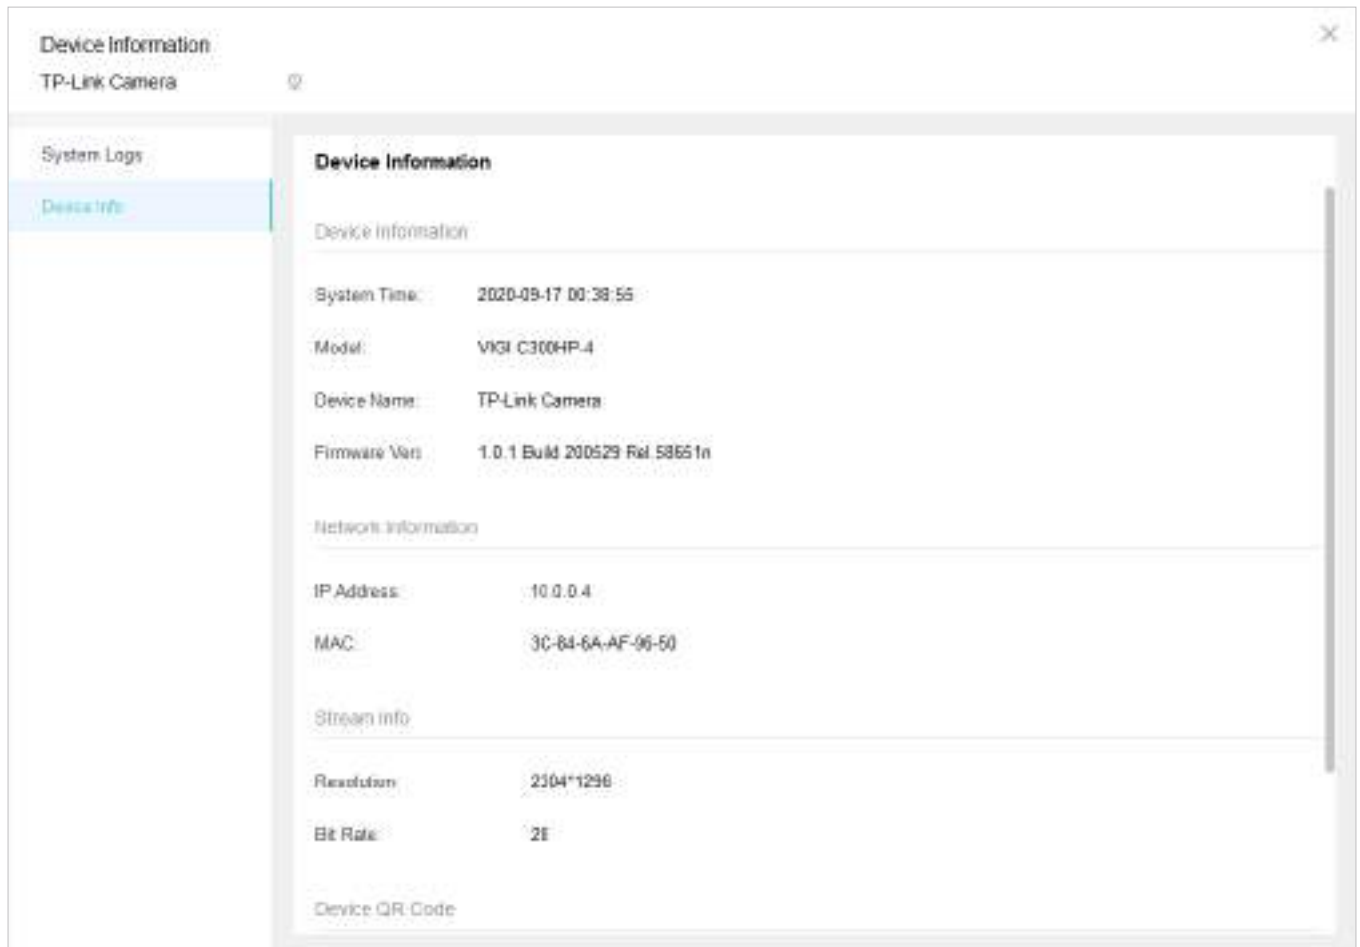 Device Information
TP-Link Camera
System Logs
Device Info
Device Information
Device Information
System Time: 2020-09-17 00:38:55
Model: VIGI C300HP-4
Device Name: TP-Link Camera
Firmware Vers 1.0.1 Build 200529 Rel.58651n
Network Information
IP Address: 10.0.0.4
MAC: 3C-84-6A-AF-96-50
Stream info
Resolution: 2304*1296
Bit Rate:
Device QR Code